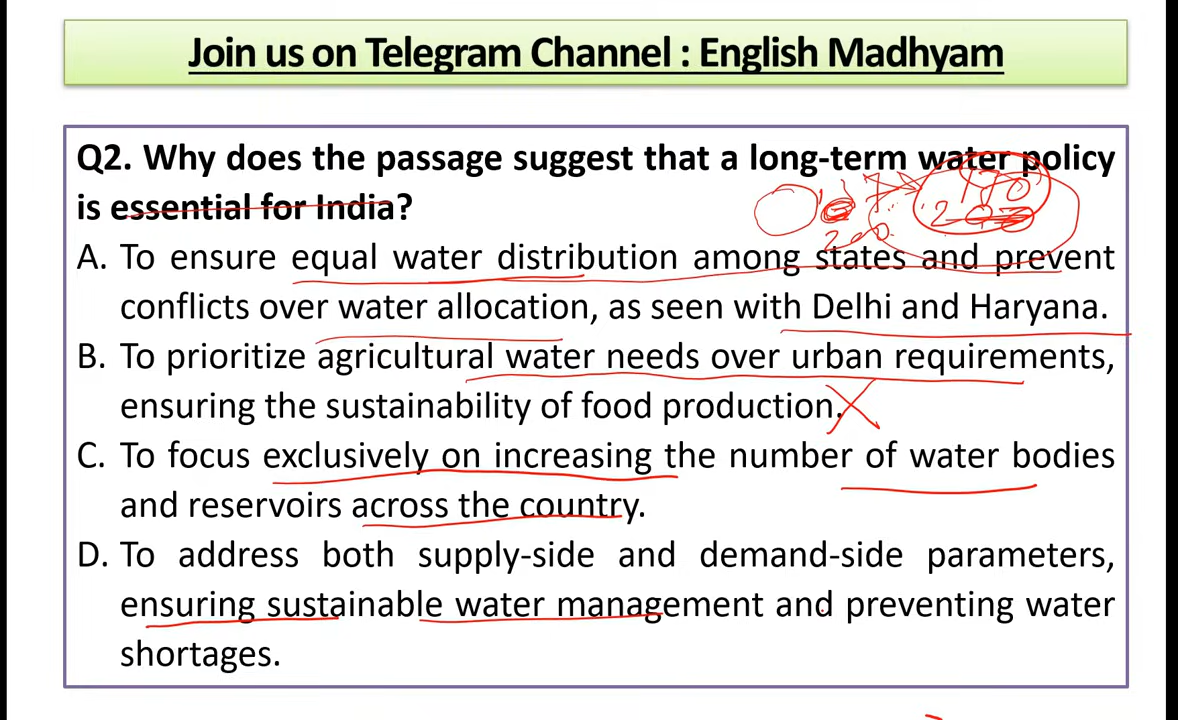 Join us on Telegram Channel : English Madhyam
Q2. Why does the passage suggest that a long-term water policy
is essential for India?
A. To ensure equal water distribution among states and prevent
conflicts over water allocation, as seen with Delhi and Haryana.
B. To prioritize agricultural water needs over urban requirements,
ensuring the sustainability of food production.
C. To focus exclusively on increasing the number of water bodies
and reservoirs across the country.
D. To address both supply-side and demand-side parameters,
ensuring sustainable water management and preventing water
shortages.